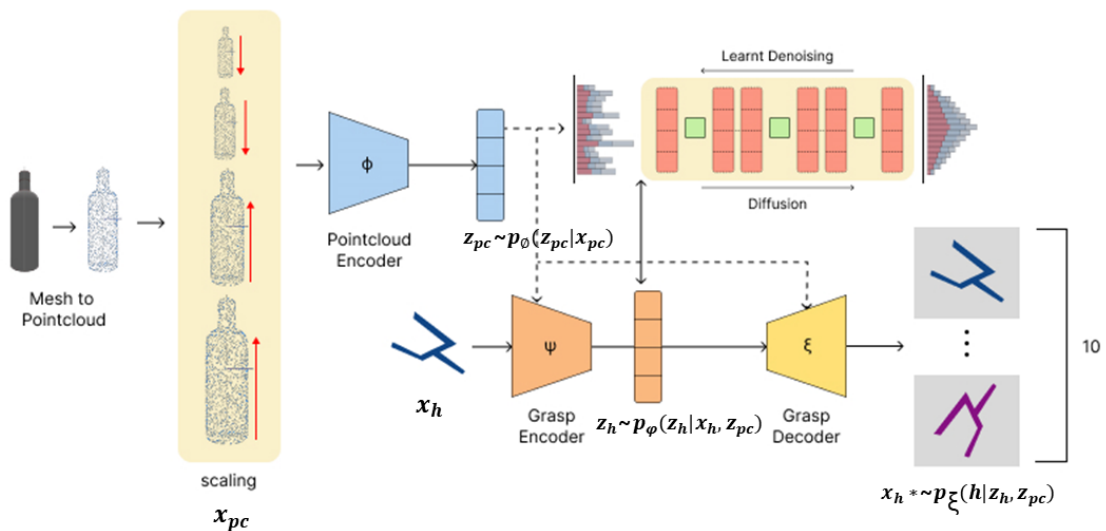 Mesh to
Pointcloud
scaling
x_pc
ϕ
Pointcloud
Encoder
z_pc~p_∅(z_pc|x_pc)
Learnt Denoising
Diffusion
x_h
ψ
Grasp
Encoder
z_h~p_φ(z_h|x_h, z_pc)
ξ
Grasp
Decoder
10
x_h *~p_ξ(h|z_h, z_pc)